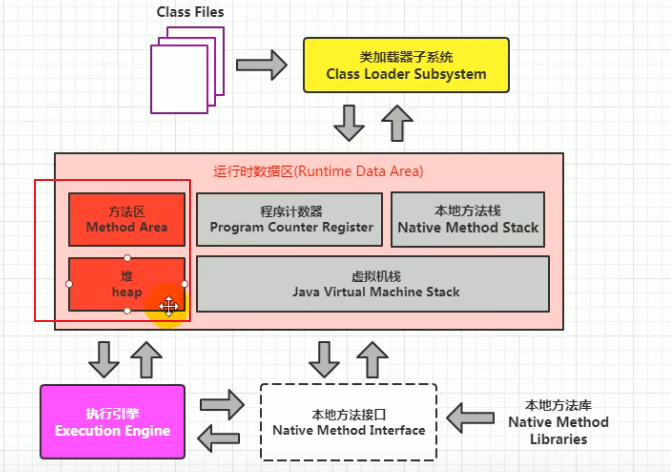 Class Files
类加载器子系统
Class Loader Subsystem
运行时数据区(Runtime Data Area)
方法区
Method Area
程序计数器
Program Counter Register
本地方法栈
Native Method Stack
堆
heap
虚拟机栈
Java Virtual Machine Stack
执行引擎
Execution Engine
本地方法接口
Native Method Interface
本地方法库
Native Method
Libraries